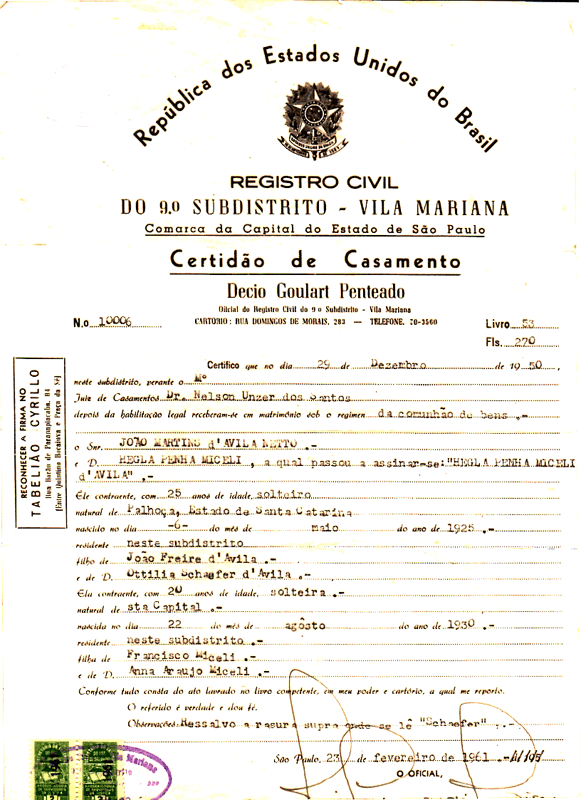 República dos Estados Unidos do Brasil
REGISTRO CIVIL
DO 9.º SUBDISTRITO - VILA MARIANA
Comarca da Capital do Estado de São Paulo
Certidão de Casamento
Decio Goulart Penteado
Oficial do Registro Civil do 9º Subdistrito - Vila Mariana
CARTÓRIO: RUA DOMINGOS DE MORAIS, 283 — TELEFONE, 70-3560
N.o 10006
Livro 53
Fls. 270
Certifico que no dia 29 de Dezembro de 1950,
neste subdistrito, perante o Mº
Juiz de Casamentos Dr. Nelson Unzer dos Santos
depois da habilitação legal receberam-se em matrimônio sob o regimen da comunhão de bens .-
o Snr. JOÃO MARTINS d'AVILA NETTO .-
e D. HEGLA PENHA MICELI , a qual passou a assinar-se: "HEGLA PENHA MICELI
d'AVILA" .-
Ele contraente, com 25 anos de idade, solteiro
natural de Palhoça, Estado de Santa Catarina
nascido no dia -6- do mês de maio do ano de 1925 .-
residente neste subdistrito
filho de João Freire d'Avila .-
e de D. Ottilia Schaefer d'Avila .-
Ela contraente, com 20 anos de idade, solteira .-
natural de sta Capital .-
nascida no dia 22 do mês de agôsto do ano de 1930 .-
residente neste subdistrito .-
filha de Francisco Miceli .-
e de D. Anna Araujo Miceli .-
Conforme tudo consta do ato lavrado no livro competente, em meu poder e cartório, a qual me reporto.
O referido é verdade e dou fé.
Observações: Ressalvo a rasura supra onde se lê "Schaefer" .-
São Paulo, 23 de fevereiro de 1961
O OFICIAL,
RECONHECER A FIRMA NO
TABELIÃO CYRILLO
Mariana